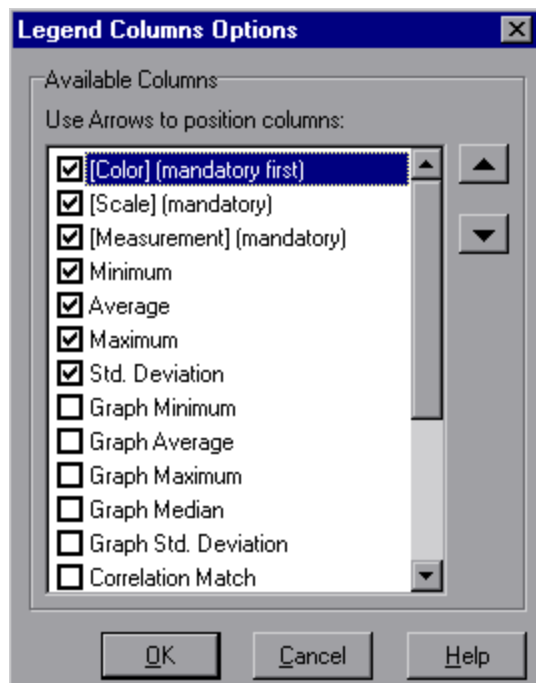 Legend Columns Options
Available Columns
Use Arrows to position columns:
[Color] (mandatory first)
[Scale] (mandatory)
[Measurement] (mandatory)
Minimum
Average
Maximum
Std. Deviation
Graph Minimum
Graph Average
Graph Maximum
Graph Median
Graph Std. Deviation
Correlation Match
OK Cancel Help